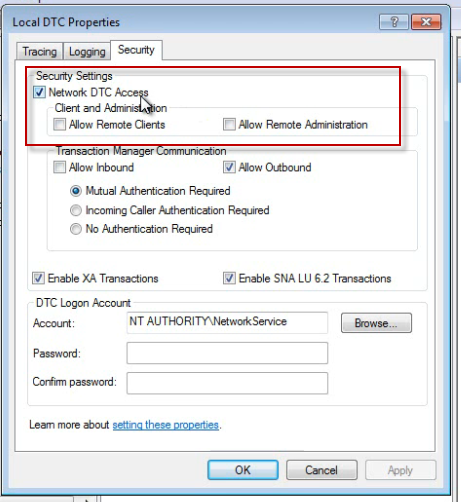 Local DTC Properties
Tracing Logging Security
Security Settings
Network DTC Access
Client and Administration
Allow Remote Clients Allow Remote Administration
Transaction Manager Communication
Allow Inbound Allow Outbound
Mutual Authentication Required
Incoming Caller Authentication Required
No Authentication Required
Enable XA Transactions Enable SNA LU 6.2 Transactions
DTC Logon Account
Account: NT AUTHORITY\NetworkService Browse...
Password:
Confirm password:
Learn more about setting these properties.
OK Cancel Apply